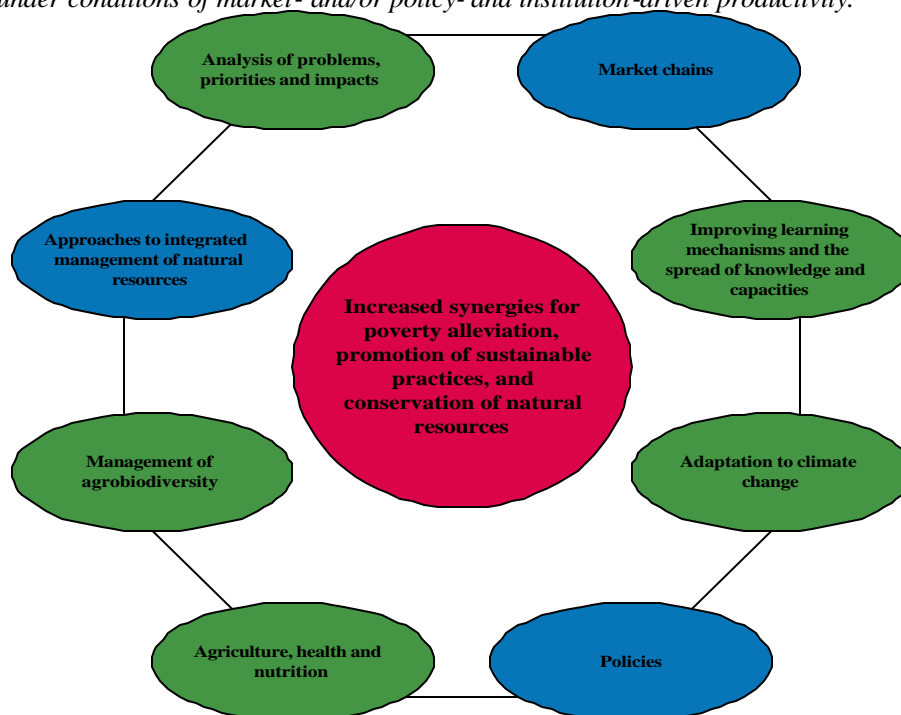 under conditions of market- and/or policy- and institution-driven productivity.
Analysis of problems,
priorities and impacts
Market chains
Approaches to integrated
management of natural
resources
Improving learning
mechanisms and the
spread of knowledge and
capacities
Increased synergies for
poverty alleviation,
promotion of sustainable
practices, and
conservation of natural
resources
Management of
agrobiodiversity
Adaptation to climate
change
Agriculture, health and
nutrition
Policies